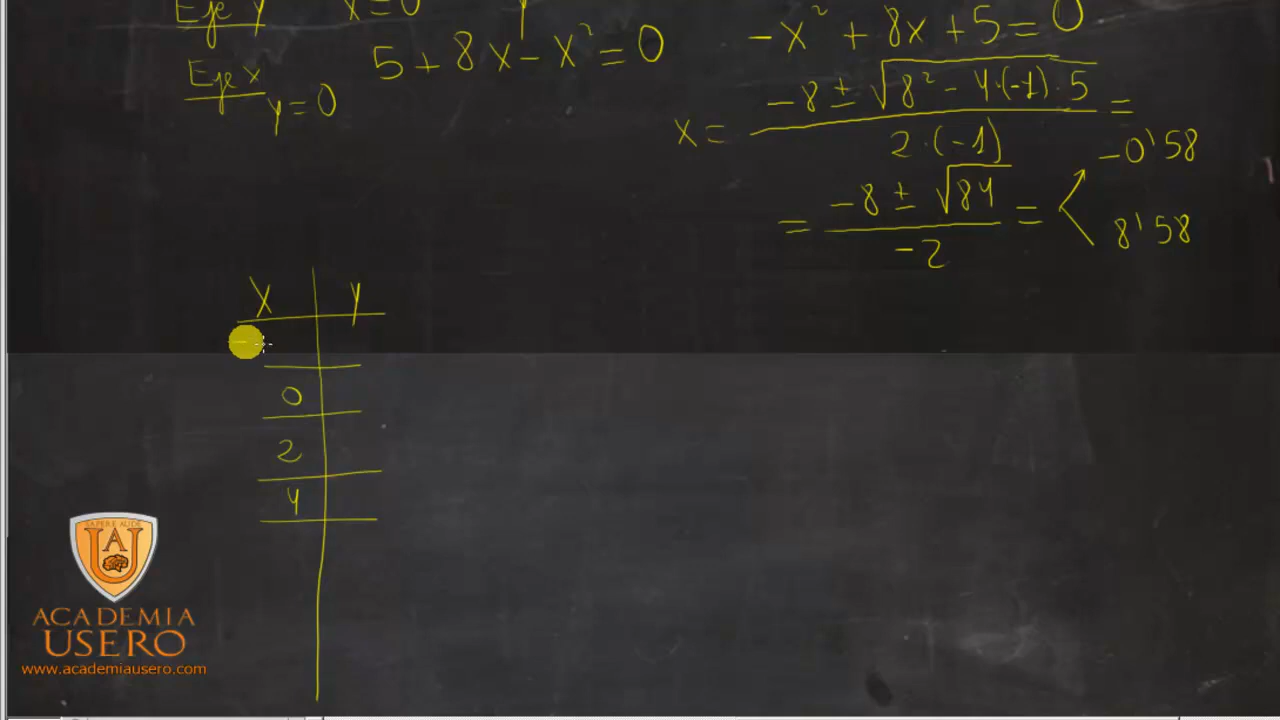 Eje y x=0 y
5+8x-x²=0
Eje x
y=0
-x²+8x+5=0
x= -8±√8²-4·(-1)·5 / 2·(-1) =
= -8±√84 / -2 = -0'58
8'58
x y
-
0
2
4
SAPERE AUDE
UAI
ACADEMIA
USERO
www.academiausero.com